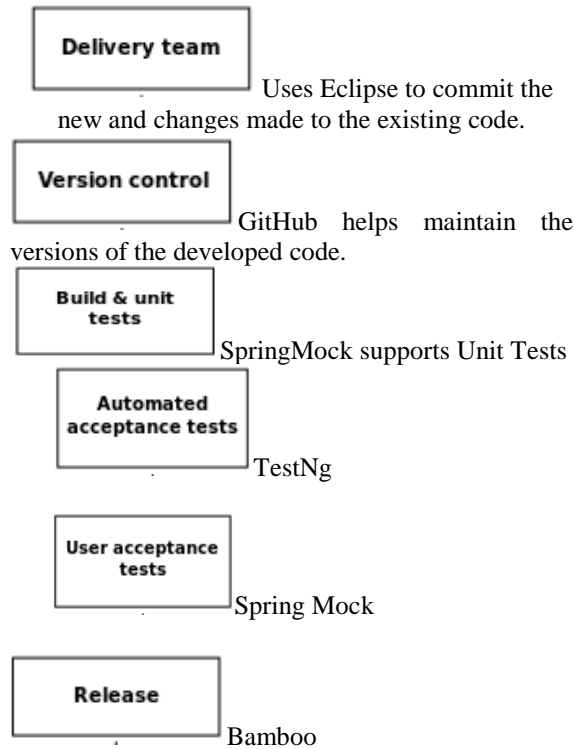 Delivery team
Uses Eclipse to commit the
new and changes made to the existing code.
Version control
GitHub helps maintain the
versions of the developed code.
Build & unit
tests
SpringMock supports Unit Tests
Automated
acceptance tests
TestNg
User acceptance
tests
Spring Mock
Release
Bamboo